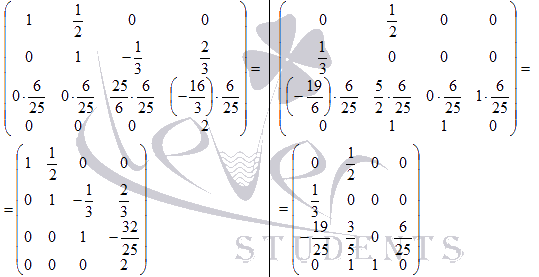 1 1/2 0 0 | 0 1/2 0 0
0 1 -1/3 2/3 = | 1/3 0 0 0 =
0·6/25 0·6/25 25/6·6/25 (-16/3)·6/25 | (-19/6)·6/25 5/2·6/25 0·6/25 1·6/25
0 0 0 2 | 0 1 1 0
1 1/2 0 0 | 0 1/2 0 0
= 0 1 -1/3 2/3 | = 1/3 0 0 0
0 0 1 -32/25 | -19/25 3/5 0 6/25
0 0 0 2 | 0 1 1 0
Lever
STUDENTS